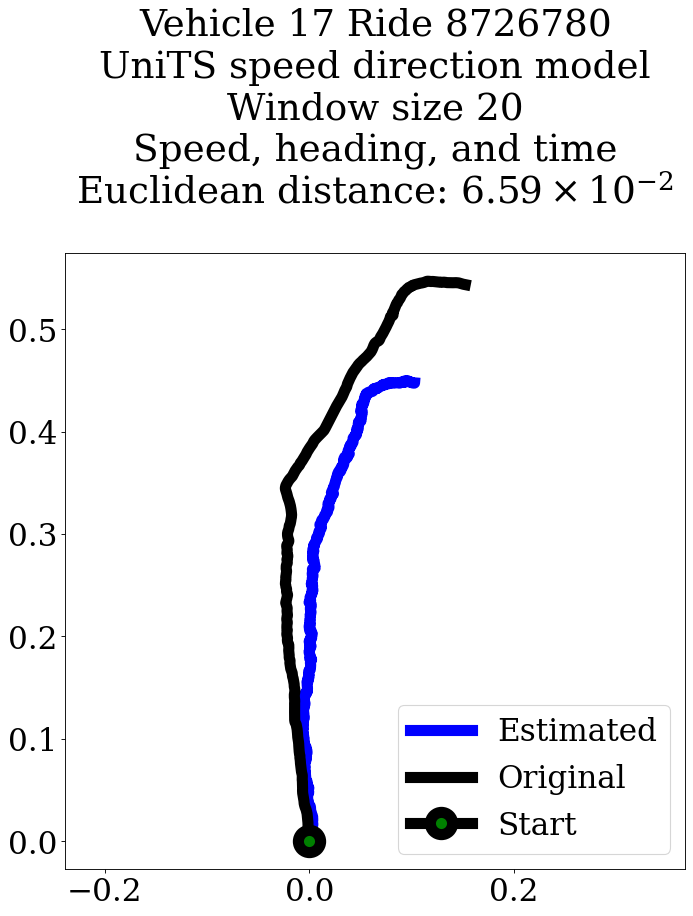 Vehicle 17 Ride 8726780
UniTS speed direction model
Window size 20
Speed, heading, and time
Euclidean distance: 6.59 × 10⁻²
0.5
0.4
0.3
0.2
0.1
0.0
Estimated
Original
Start
−0.2 0.0 0.2